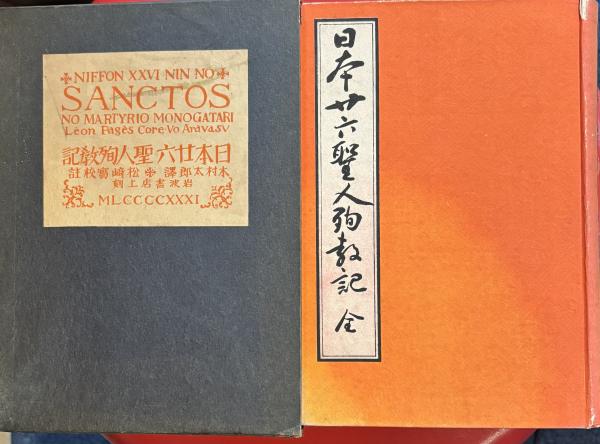 ✠NIFFON XXVI NIN NO✠
SANCTOS
NO MARTYRIO MONOGATARI
Léon Pagés Core vo Aravasu
日本廿六聖人殉教記
木村太郎譯 ✠ 松崎實校註
岩波書店上刻
MLCCCCXXXI
日本廿六聖人殉教記 全